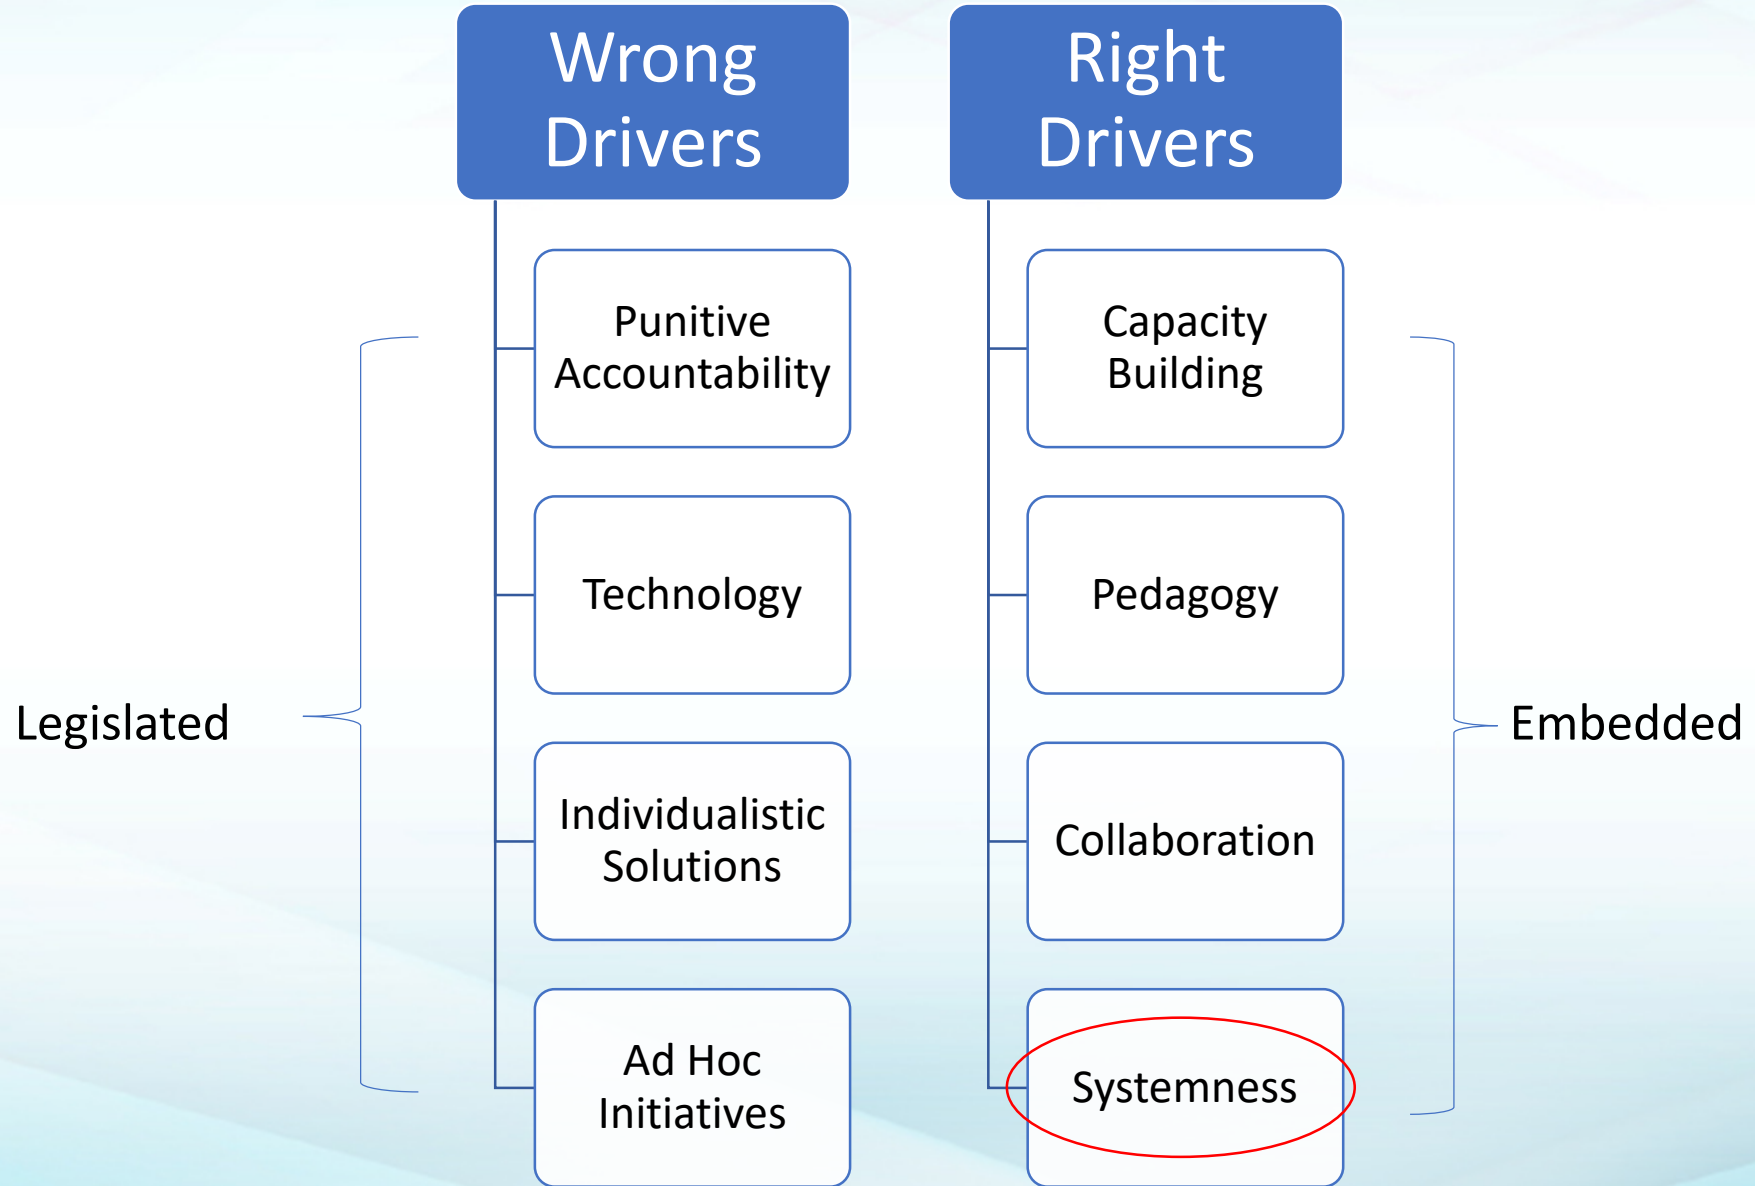 Wrong
Drivers
Punitive
Accountability
Technology
Individualistic
Solutions
Ad Hoc
Initiatives
Legislated
Right
Drivers
Capacity
Building
Pedagogy
Collaboration
Systemness
Embedded